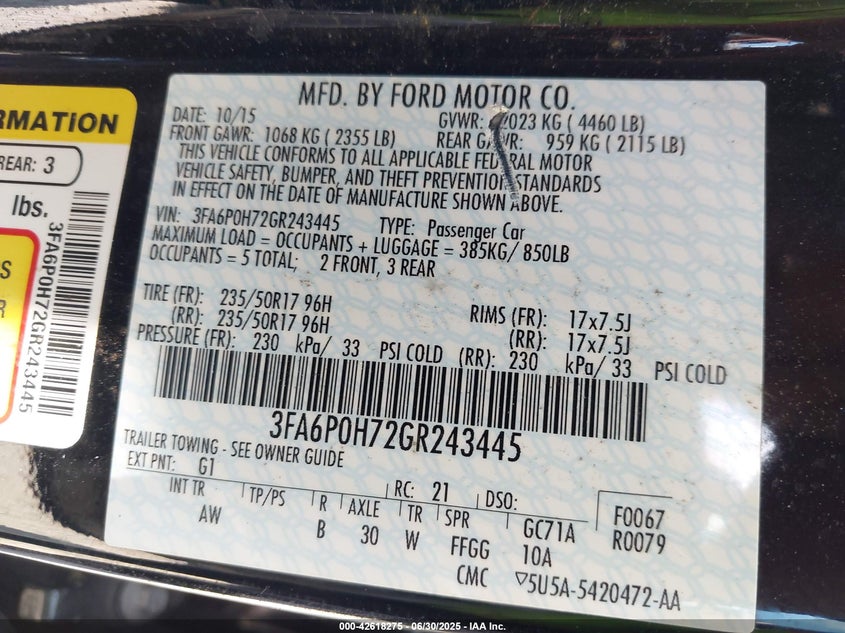 RMATION
REAR: 3
lbs.
3FA6P0H72GR243445
S
R
MFD. BY FORD MOTOR CO.
DATE: 10/15 GVWR: 2023 KG ( 4460 LB)
FRONT GAWR: 1068 KG ( 2355 LB) REAR GAWR: 959 KG ( 2115 LB)
THIS VEHICLE CONFORMS TO ALL APPLICABLE FEDERAL MOTOR
VEHICLE SAFETY, BUMPER, AND THEFT PREVENTION STANDARDS
IN EFFECT ON THE DATE OF MANUFACTURE SHOWN ABOVE.
VIN: 3FA6P0H72GR243445 TYPE: Passenger Car
MAXIMUM LOAD = OCCUPANTS + LUGGAGE = 385KG/ 850LB
OCCUPANTS = 5 TOTAL; 2 FRONT, 3 REAR
TIRE (FR): 235/50R17 96H RIMS (FR): 17x7.5J
(RR): 235/50R17 96H (RR): 17x7.5J
PRESSURE (FR): 230 kPa/ 33 PSI COLD (RR): 230 kPa/ 33 PSI COLD
3FA6P0H72GR243445
TRAILER TOWING - SEE OWNER GUIDE
EXT PNT: G1 RC: 21 DSO: F0067
INT TR TP/PS R AXLE TR SPR GC71A R0079
AW B 30 W FFGG 10A
CMC ▽5U5A-5420472-AA
000-42618275 - 06/30/2025 - IAA Inc.